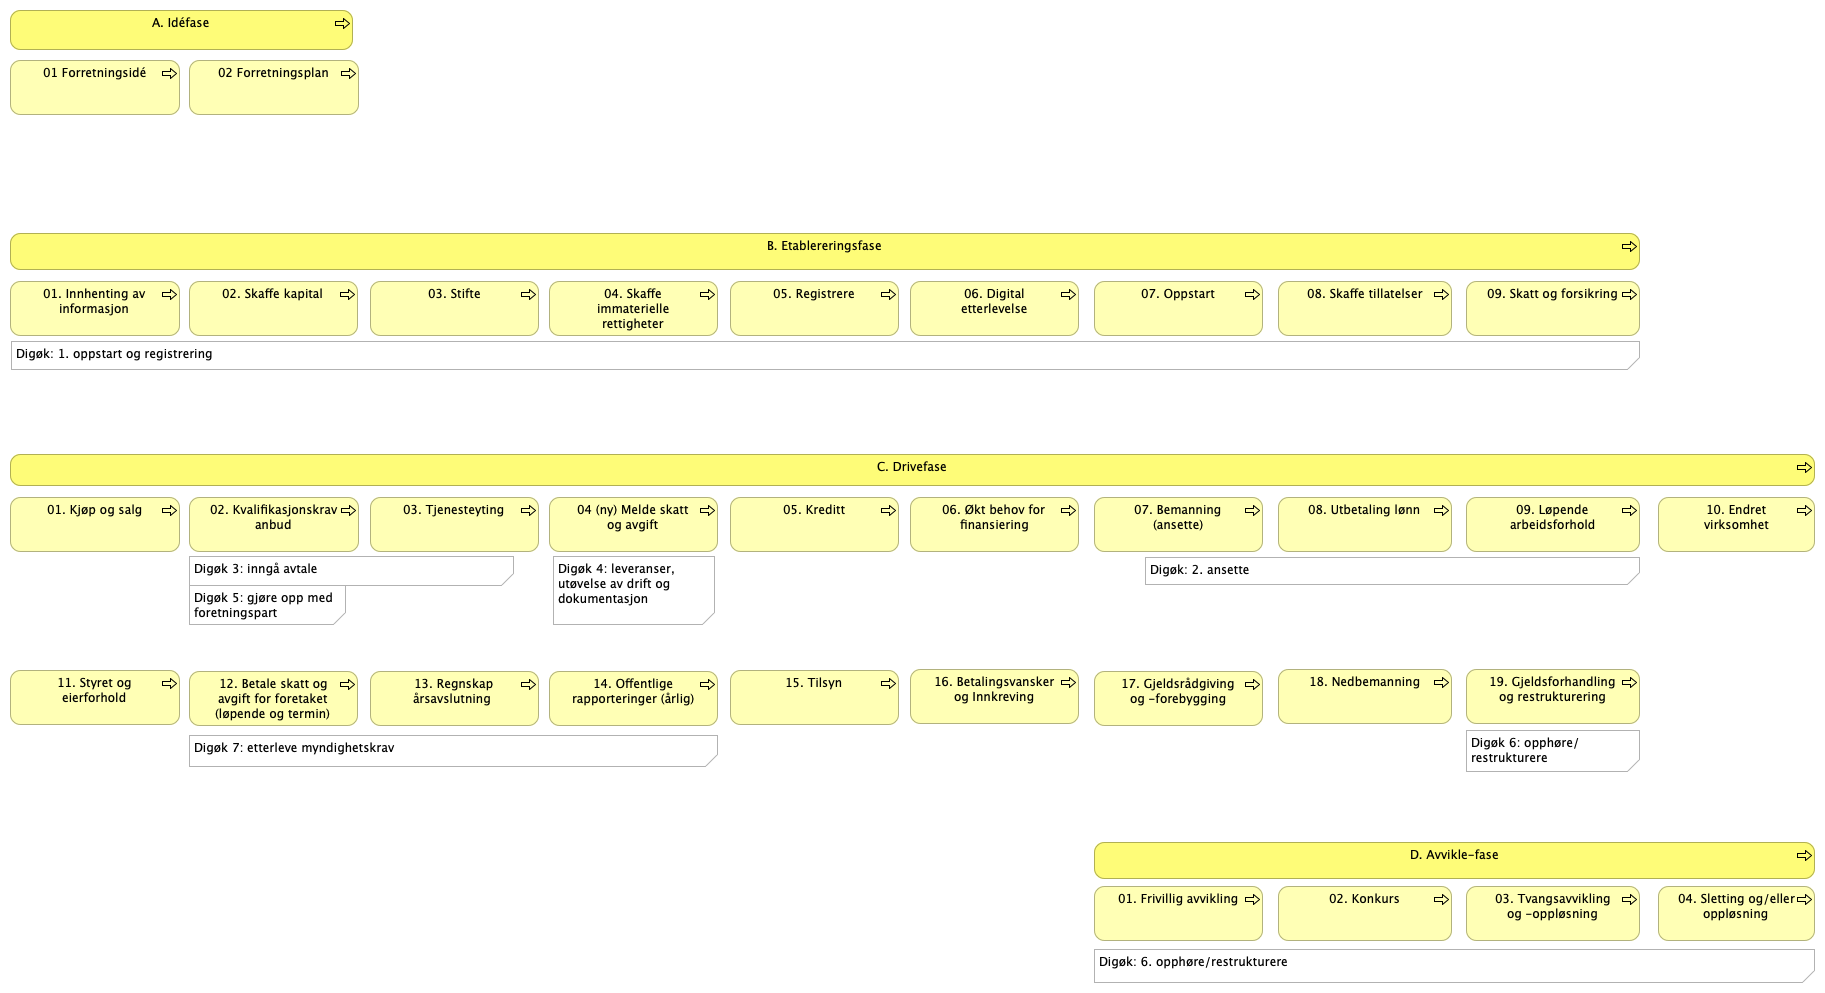 A. Idéfase
01 Forretningsidé
02 Forretningsplan
B. Etablereringsfase
01. Innhenting av
informasjon
02. Skaffe kapital
03. Stifte
04. Skaffe
immaterielle
rettigheter
05. Registrere
06. Digital
etterlevelse
07. Oppstart
08. Skaffe tillatelser
09. Skatt og forsikring
Digøk: 1. oppstart og registrering
C. Drivefase
01. Kjøp og salg
02. Kvalifikasjonskrav
anbud
03. Tjenesteyting
04 (ny) Melde skatt
og avgift
05. Kreditt
06. Økt behov for
finansiering
07. Bemanning
(ansette)
08. Utbetaling lønn
09. Løpende
arbeidsforhold
10. Endret
virksomhet
Digøk 3: inngå avtale
Digøk 5: gjøre opp med
foretningspart
Digøk 4: leveranser,
utøvelse av drift og
dokumentasjon
Digøk: 2. ansette
11. Styret og
eierforhold
12. Betale skatt og
avgift for foretaket
(løpende og termin)
13. Regnskap
årsavslutning
14. Offentlige
rapporteringer (årlig)
15. Tilsyn
16. Betalingsvansker
og Innkreving
17. Gjeldsrådgiving
og -forebygging
18. Nedbemanning
19. Gjeldsforhandling
og restrukturering
Digøk 7: etterleve myndighetskrav
Digøk 6: opphøre/
restrukturere
D. Avvikle-fase
01. Frivillig avvikling
02. Konkurs
03. Tvangsavvikling
og -oppløsning
04. Sletting og/eller
oppløsning
Digøk: 6. opphøre/restrukturere